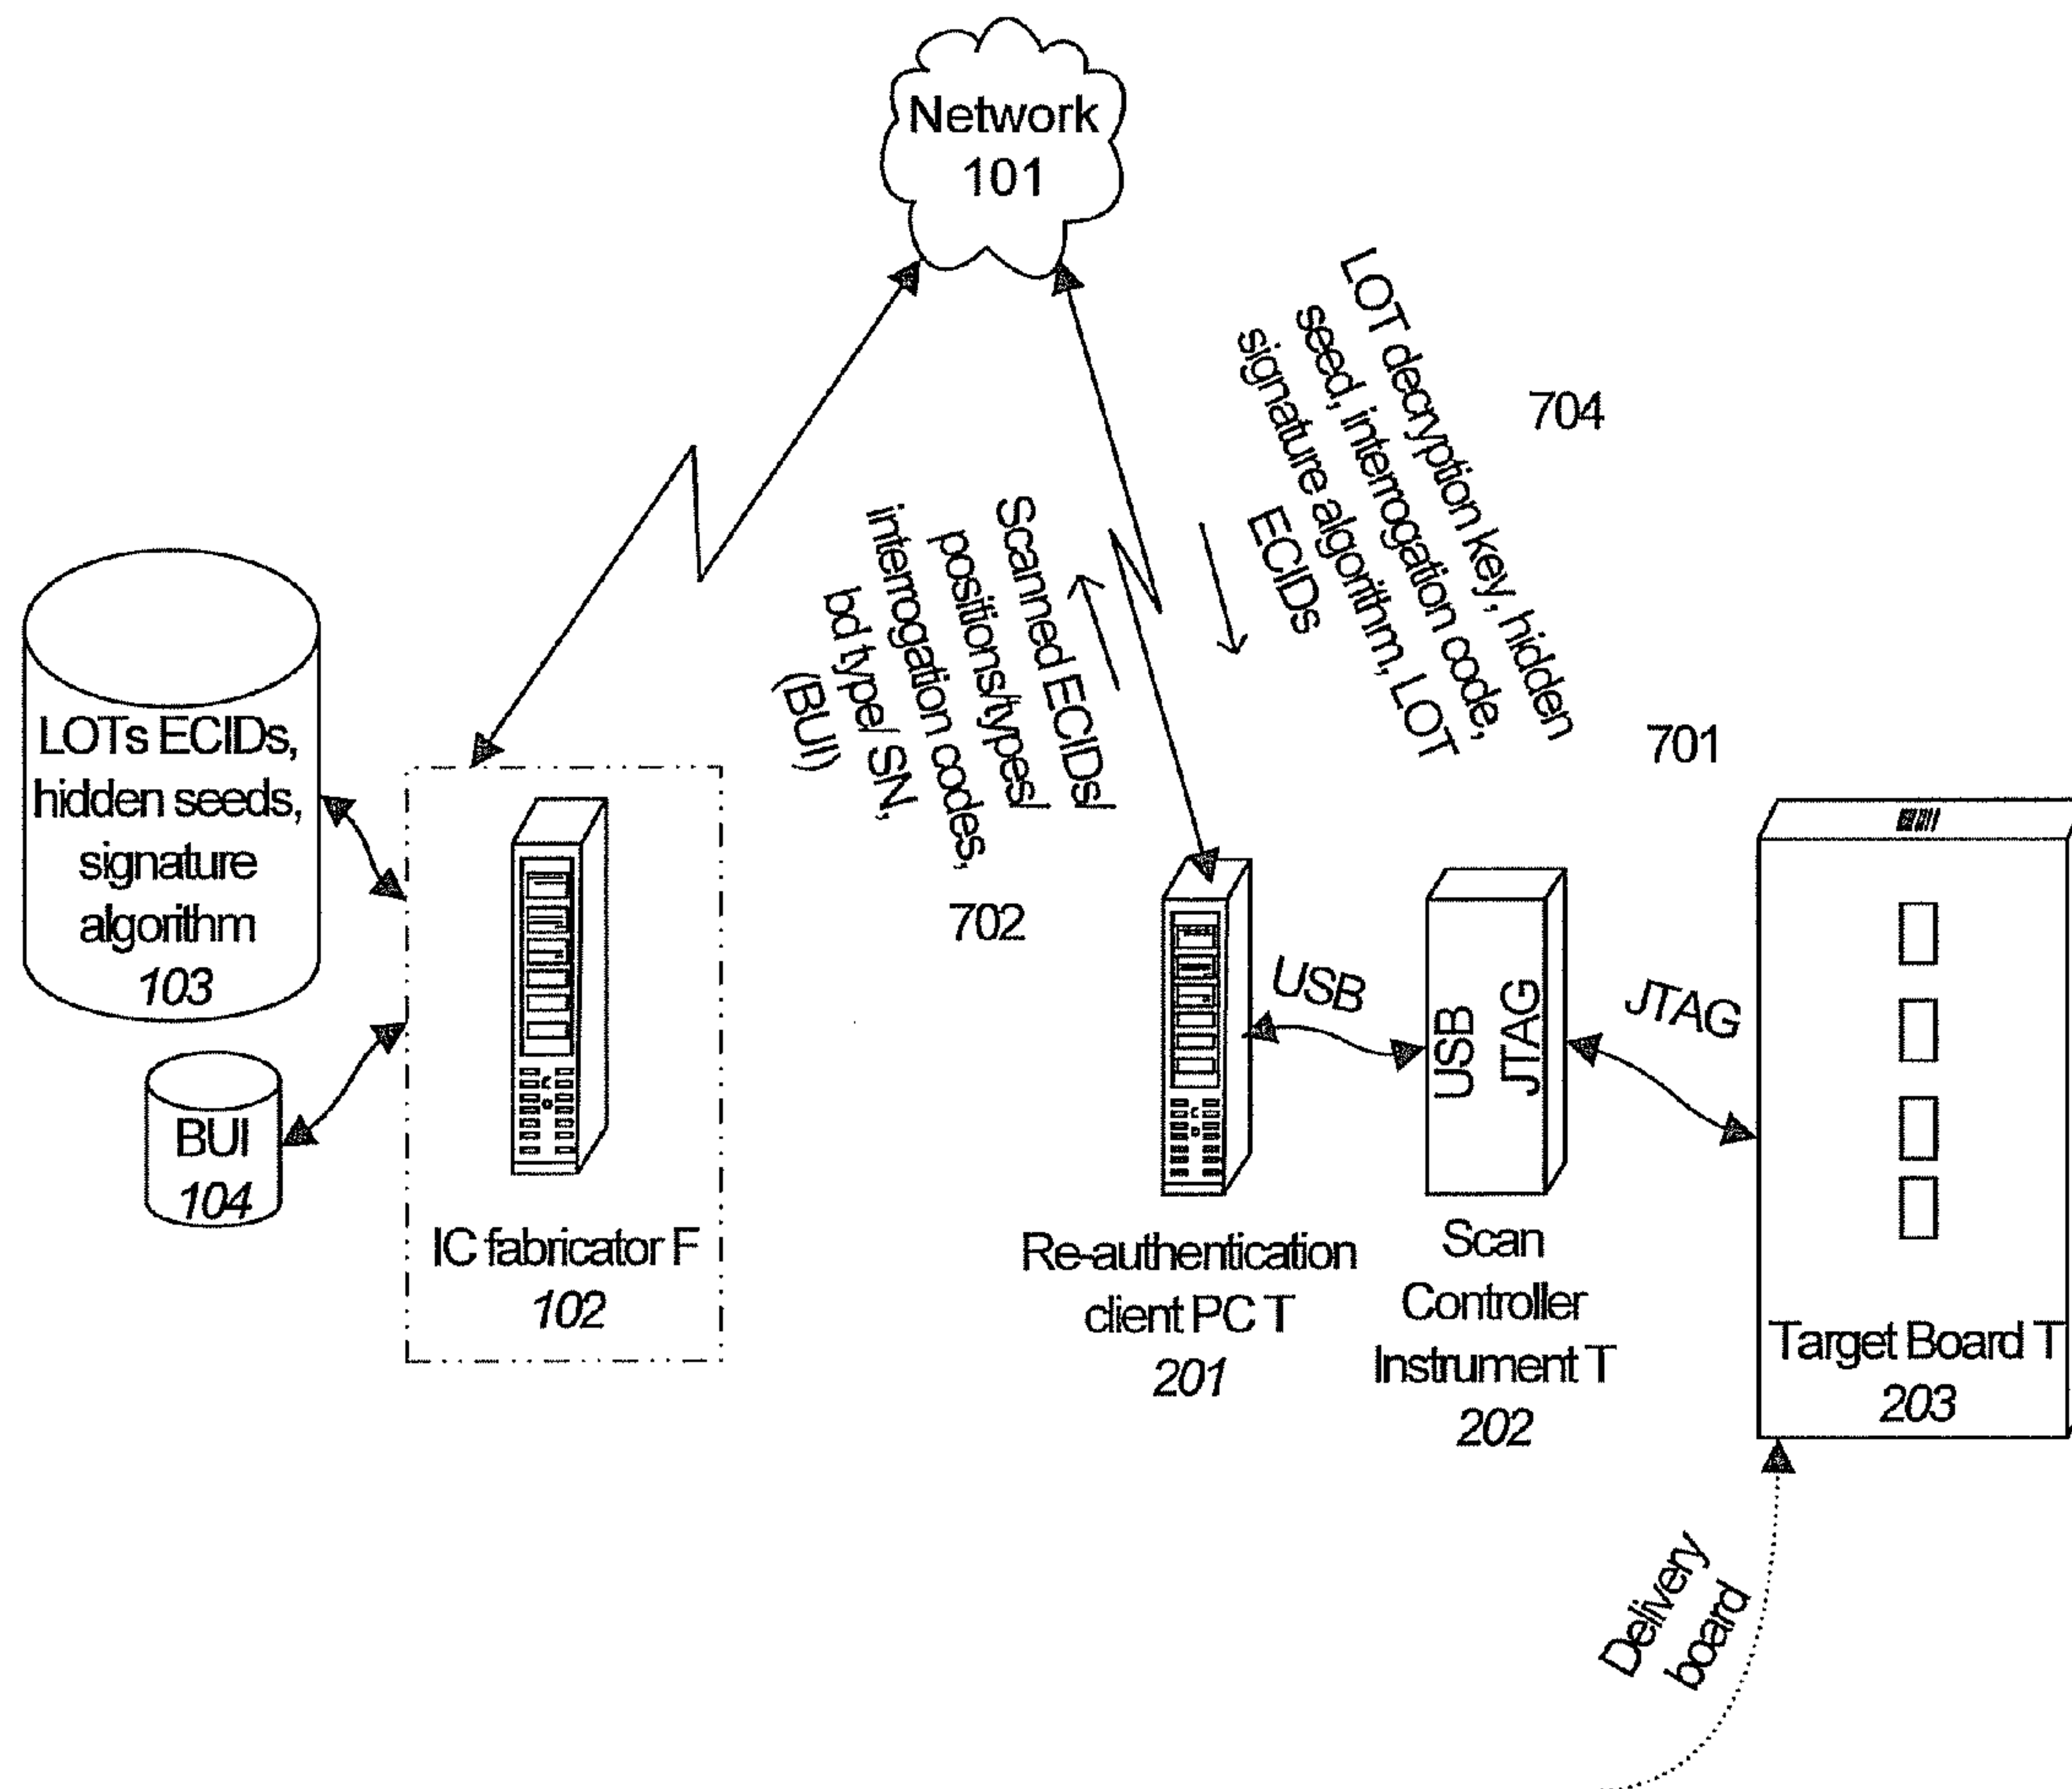 Network
101
LOT decryption key, hidden
seed, interrogation code,
signature algorithm, LOT
ECIDs
704
Scanned ECIDs/
positions/types/
interrogation codes,
bd type/ SN,
(BUI)
702
701
LOTs ECIDs,
hidden seeds,
signature
algorithm
103
BUI
104
IC fabricator F
102
USB
USB
JTAG
JTAG
Re-authentication
client PC T
201
Scan
Controller
Instrument T
202
Target Board T
203
Delivery
board